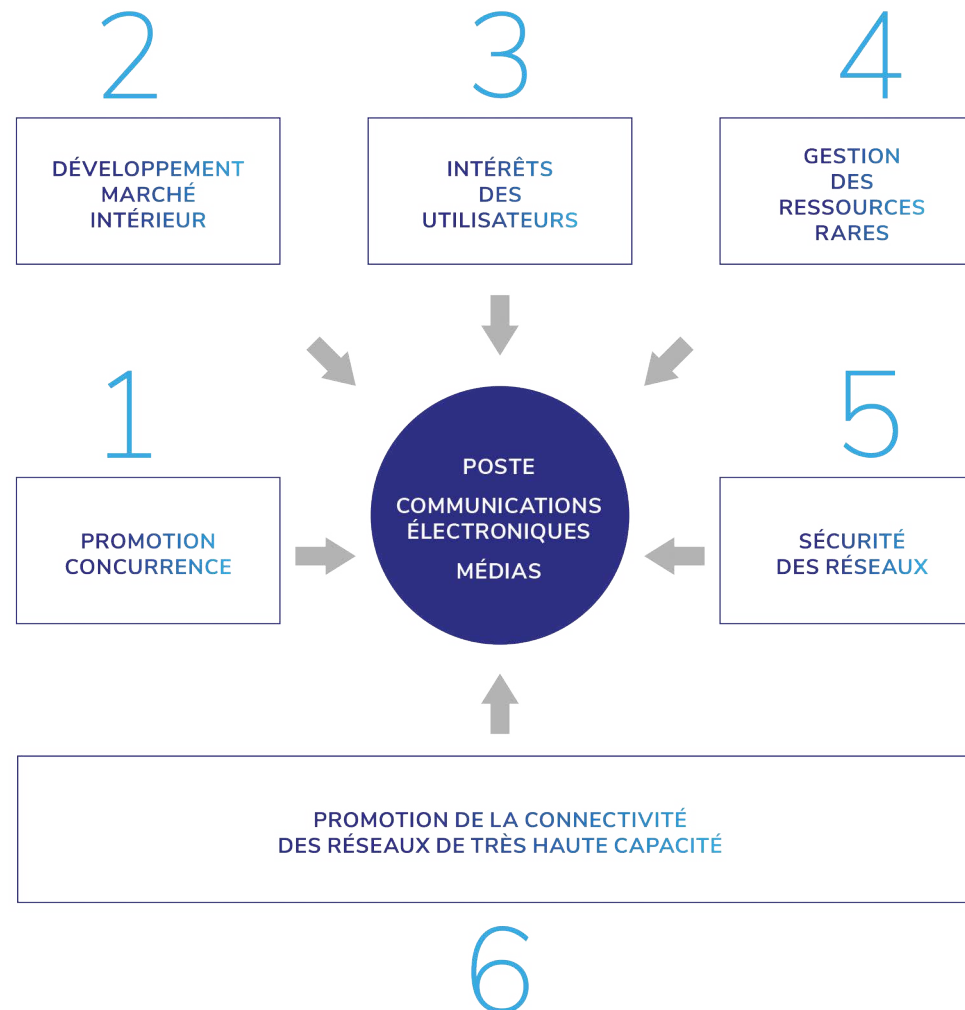 2
DÉVELOPPEMENT
MARCHÉ
INTÉRIEUR
3
INTÉRÊTS
DES
UTILISATEURS
4
GESTION
DES
RESSOURCES
RARES
1
PROMOTION
CONCURRENCE
POSTE
COMMUNICATIONS
ÉLECTRONIQUES
MÉDIAS
5
SÉCURITÉ
DES RÉSEAUX
PROMOTION DE LA CONNECTIVITÉ
DES RÉSEAUX DE TRÈS HAUTE CAPACITÉ
6